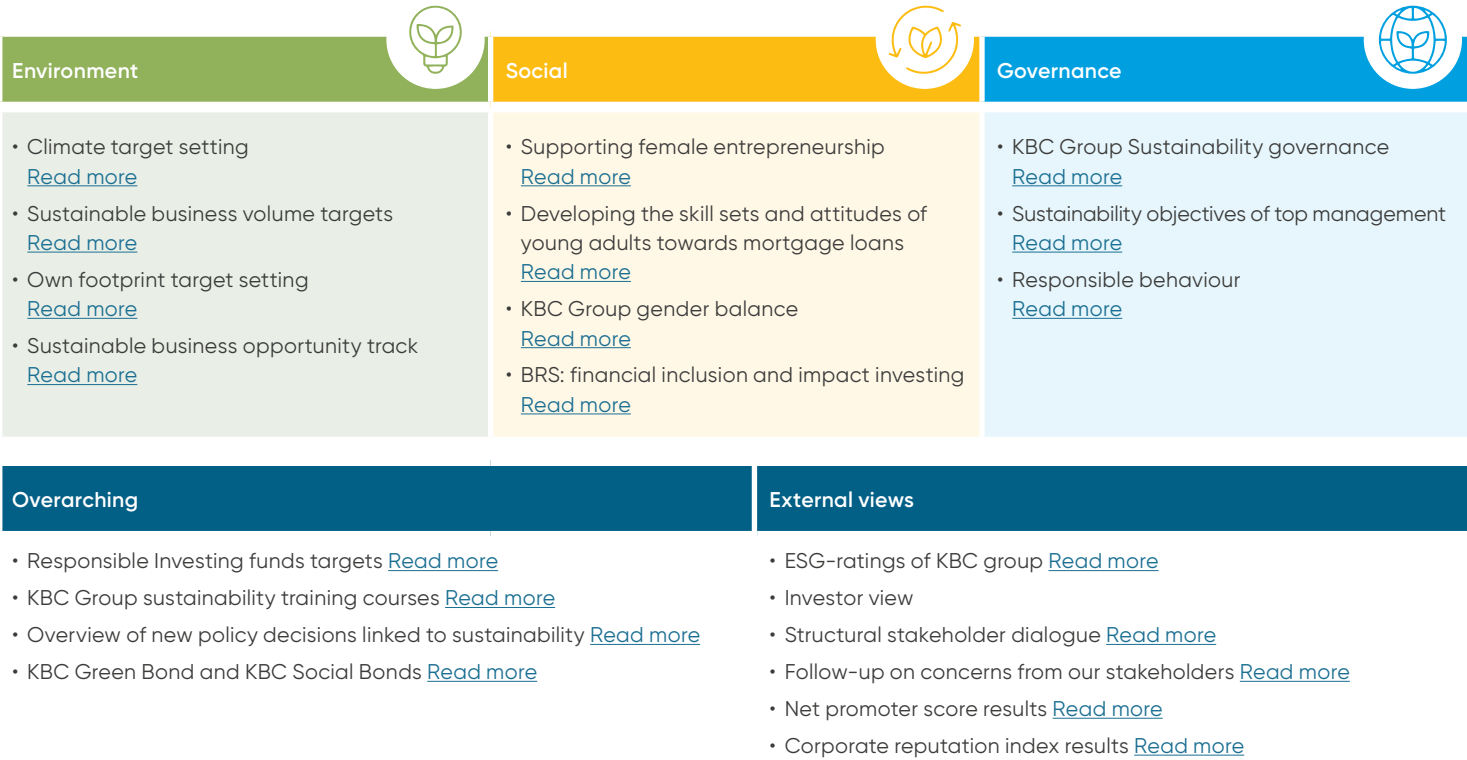 Environment
• Climate target setting
Read more
• Sustainable business volume targets
Read more
• Own footprint target setting
Read more
• Sustainable business opportunity track
Read more
Social
• Supporting female entrepreneurship
Read more
• Developing the skill sets and attitudes of
young adults towards mortgage loans
Read more
• KBC Group gender balance
Read more
• BRS: financial inclusion and impact investing
Read more
Governance
• KBC Group Sustainability governance
Read more
• Sustainability objectives of top management
Read more
• Responsible behaviour
Read more
Overarching
• Responsible Investing funds targets Read more
• KBC Group sustainability training courses Read more
• Overview of new policy decisions linked to sustainability Read more
• KBC Green Bond and KBC Social Bonds Read more
External views
• ESG-ratings of KBC group Read more
• Investor view
• Structural stakeholder dialogue Read more
• Follow-up on concerns from our stakeholders Read more
• Net promoter score results Read more
• Corporate reputation index results Read more